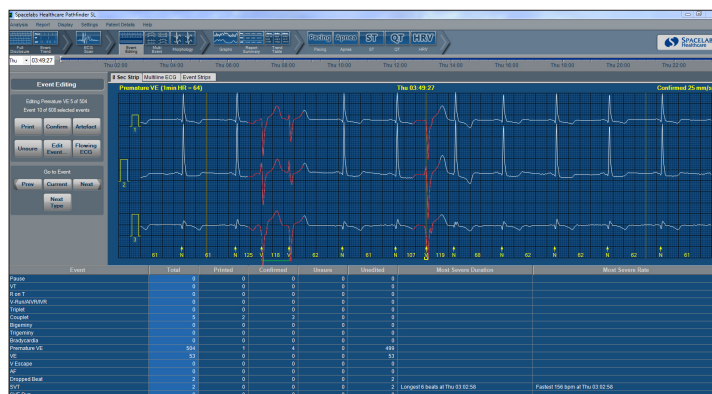 Spacelabs Healthcare Pathfinder SL
Analysis Report Display Settings Patient Details Help
Full Disclosure Event Trend ECG Scan Event Editing Multi Event Morphology Graphs Report Summary Trend Table Pacing Apnea ST QT HRV
Pacing Apnea ST QT HRV
SPACELABS
Healthcare
Thu 03:49:27
Thu 02:00 Thu 04:00 Thu 06:00 Thu 08:00 Thu 10:00 Thu 12:00 Thu 14:00 Thu 16:00 Thu 18:00 Thu 20:00 Thu 22:00
Event Editing
8 Sec Strip Multiline ECG Event Strips
Premature VE (1min HR = 64) Thu 03:49:27 Confirmed 25 mm/s
Editing Premature VE 5 of 504
Event 10 of 608 selected events
Print Confirm Artefact
Unsure Edit Event... Flowing ECG
Go to Event
Prev Current Next
Next Type
1
2
3
61 N 61 N 125 V 118 V 62 N 61 N 107 V 119 N 60 N 62 N 62 N 61 N 61
Event Total Printed Confirmed Unsure Unedited Most Severe Duration Most Severe Rate
Pause 0 0 0 0 0
VT 0 0 0 0 0
R on T 0 0 0 0 0
V-Run/AIVR/IVR 0 0 0 0 0
Triplet 0 0 0 0 0
Couplet 5 2 3 0 0
Bigeminy 0 0 0 0 0
Trigeminy 0 0 0 0 0
Bradycardia 0 0 0 0 0
Premature VE 504 1 4 0 499
VE 53 0 0 0 53
V Escape 0 0 0 0 0
AF 0 0 0 0 0
Dropped Beat 2 0 0 0 2
SVT 2 0 0 0 2 Longest 6 beats at Thu 03:02:58 Fastest 156 bpm at Thu 03:02:58